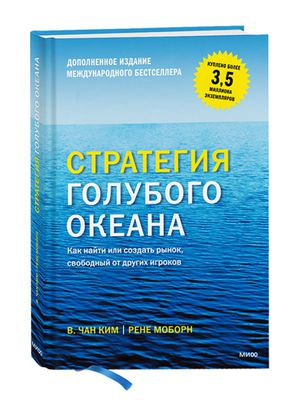 ДОПОЛНЕННОЕ ИЗДАНИЕ
МЕЖДУНАРОДНОГО БЕСТСЕЛЛЕРА
КУПЛЕНО БОЛЕЕ
3,5
МИЛЛИОНА
ЭКЗЕМПЛЯРОВ
СТРАТЕГИЯ
ГОЛУБОГО
ОКЕАНА
Как найти или создать рынок,
свободный от других игроков
В. ЧАН КИМ | РЕНЕ МОБОРН
МИФ
СТРАТЕГИЯ ГОЛУБОГО ОКЕАНА